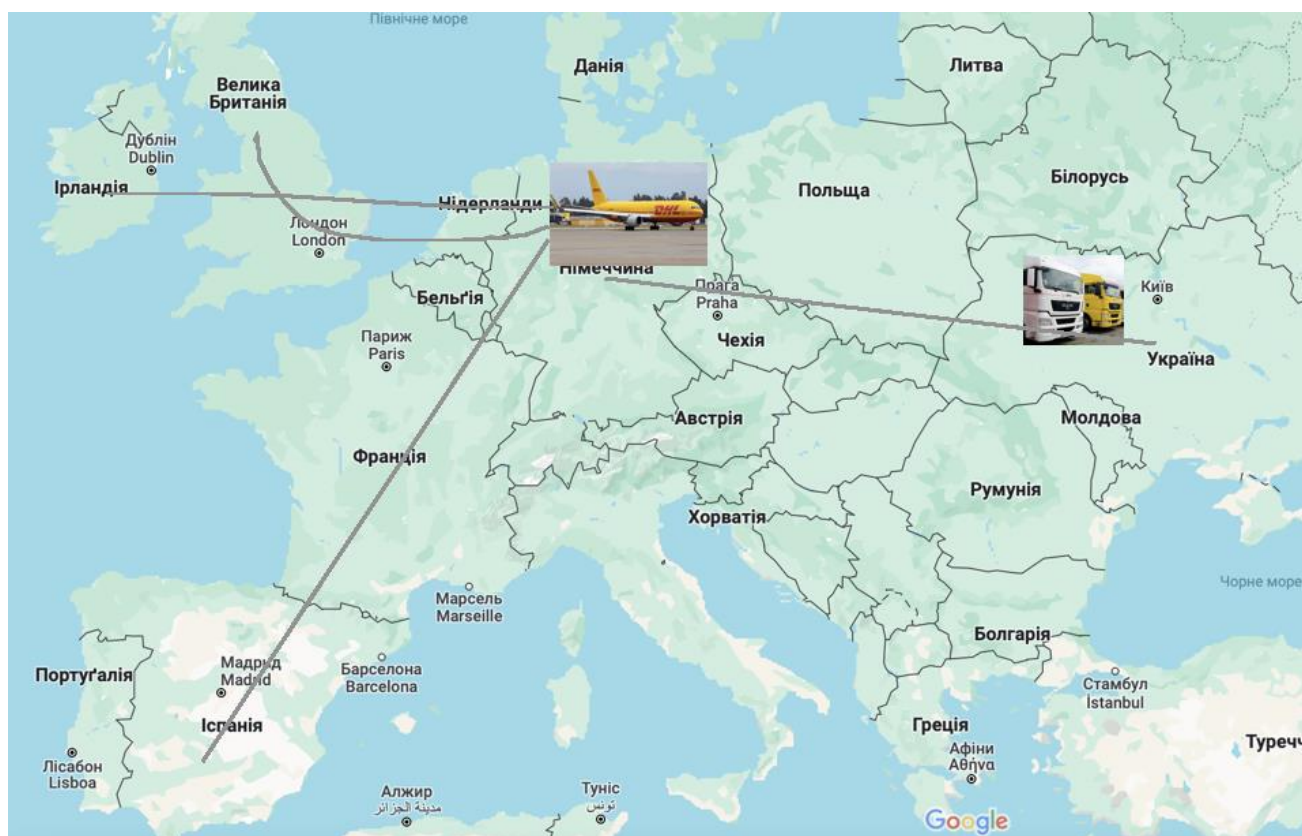 Північне море
Данія
Литва
Велика
Британія
Дублін
Dublin
Ірландія
Білорусь
Польща
Нідерланди
DHL
Лондон
London
Німеччина
Бельґія
Прага
Praha
Київ
Париж
Paris
Чехія
Україна
Австрія
Молдова
Франція
Румунія
Хорватія
Чорне море
Марсель
Marseille
Болгарія
Мадрид
Madrid
Барселона
Barcelona
Портуґалія
Стамбул
İstanbul
Іспанія
Греція
Туречч
Лісабон
Lisboa
Афіни
Αθήνα
Алжир
مدينة الجزائر
Туніс
تونس
Google